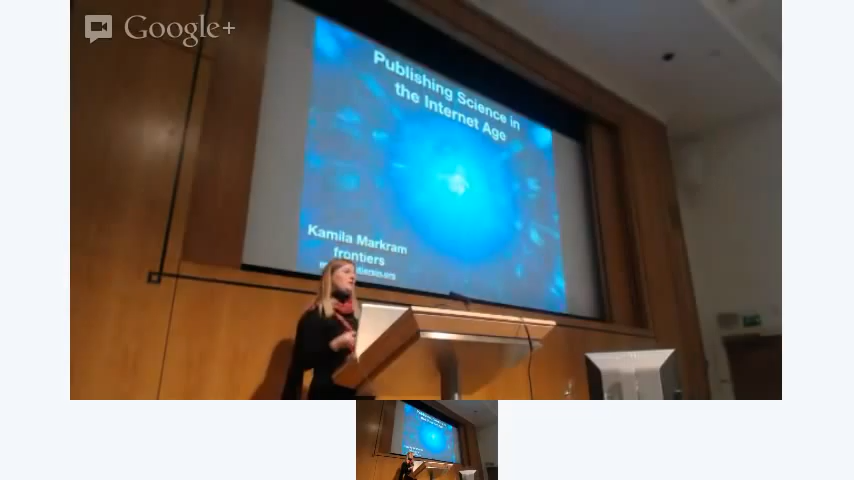 Google+
Publishing Science in
the Internet Age
Kamila Markram
frontiers